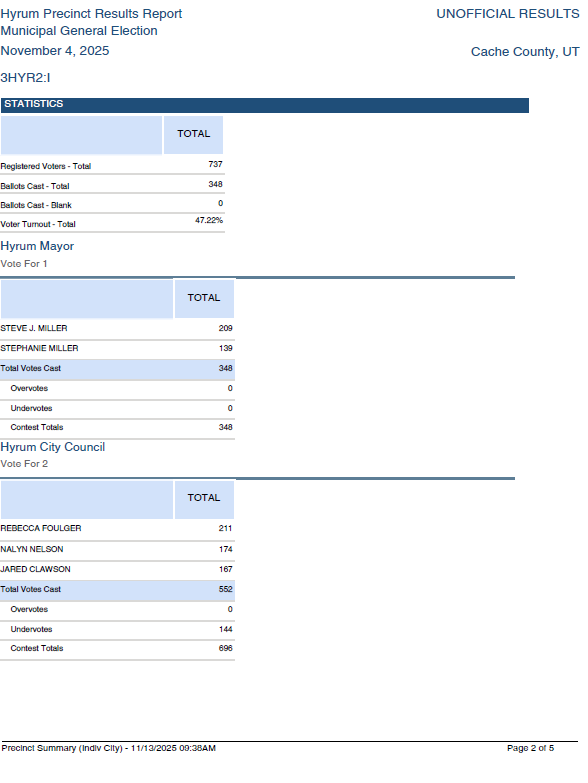 Hyrum Precinct Results Report UNOFFICIAL RESULTS
Municipal General Election
November 4, 2025 Cache County, UT
3HYR2:I
STATISTICS
TOTAL
Registered Voters - Total 737
Ballots Cast - Total 348
Ballots Cast - Blank 0
Voter Turnout - Total 47.22%
Hyrum Mayor
Vote For 1
TOTAL
STEVE J. MILLER 209
STEPHANIE MILLER 139
Total Votes Cast 348
Overvotes 0
Undervotes 0
Contest Totals 348
Hyrum City Council
Vote For 2
TOTAL
REBECCA FOULGER 211
NALYN NELSON 174
JARED CLAWSON 167
Total Votes Cast 552
Overvotes 0
Undervotes 144
Contest Totals 696
Precinct Summary (Indiv City) - 11/13/2025 09:38AM Page 2 of 5